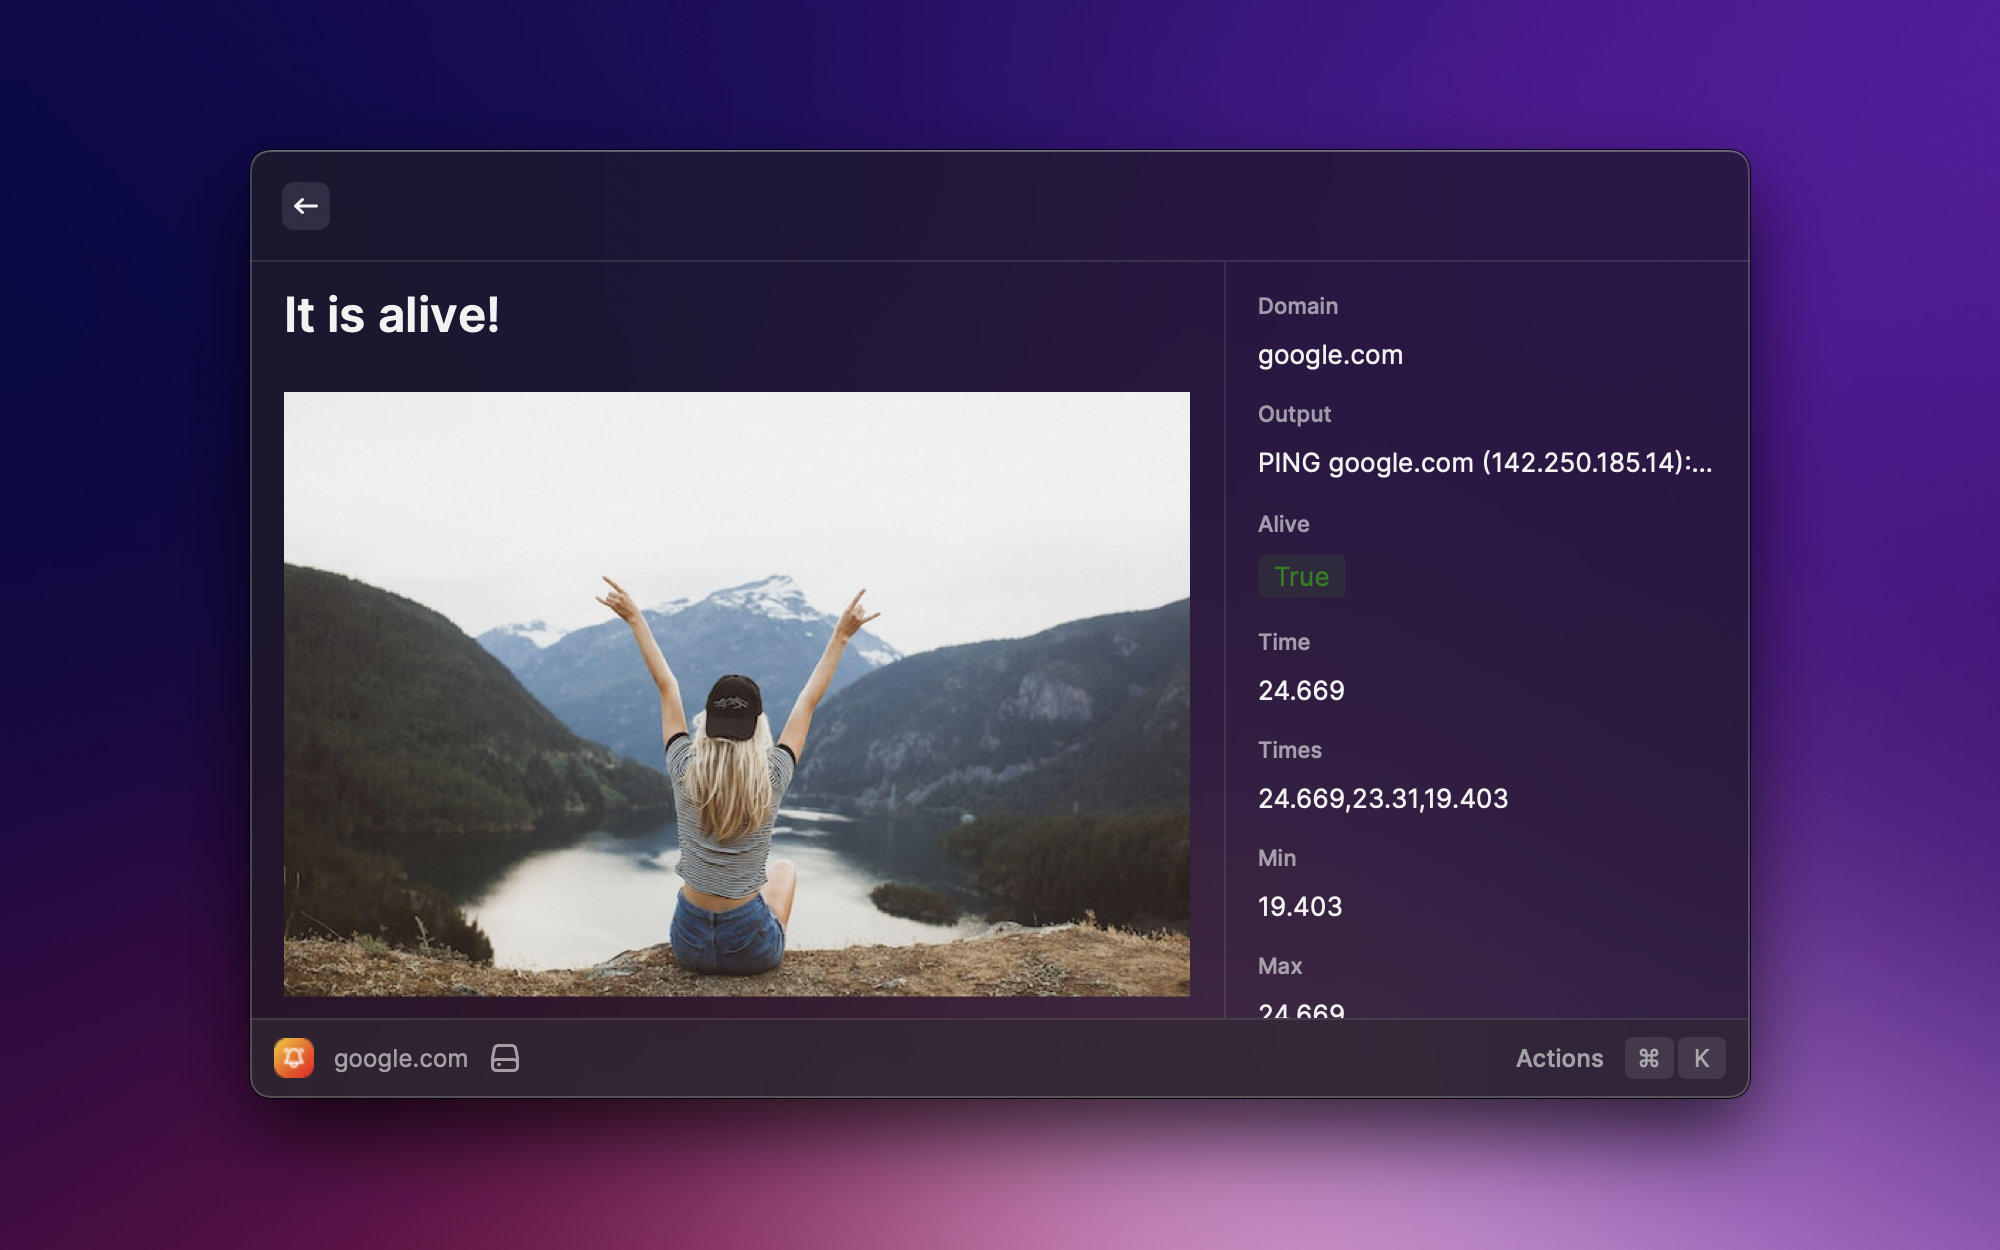 It is alive!
Domain
google.com
Output
PING google.com (142.250.185.14):...
Alive
True
Time
24.669
Times
24.669,23.31,19.403
Min
19.403
Max
24.669
google.com
Actions ⌘ K